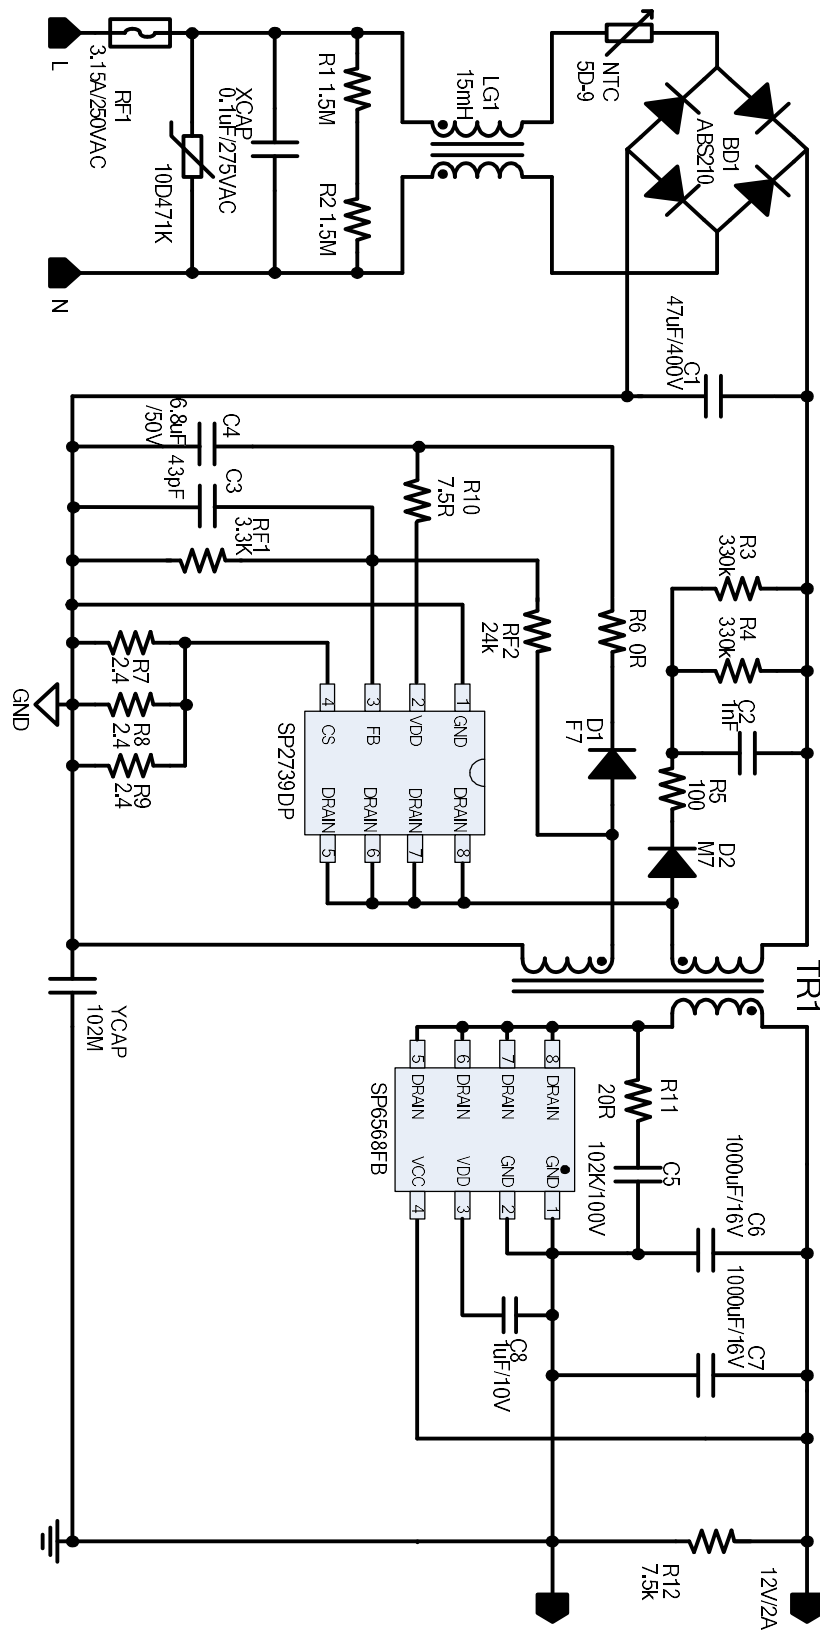 L
RF1
3.15A/250VAC
N
10D471K
XCAP
0.1uF/275VAC
R1 1.5M
R2 1.5M
LG1
15mH
NTC
5D-9
BD1
ABS210
C1
47uF/400V
C4
6.8uF
/50V
C3
43pF
RF1
3.3K
R10
7.5R
RF2
24k
R6 0R
D1
F7
R3
330k
R4
330k
C2
1nF
R5
100
D2
M7
R7
2.4
R8
2.4
R9
2.4
GND
SP2739DP
4
CS
3
FB
2
VDD
1
GND
DRAIN
5
DRAIN
6
DRAIN
7
DRAIN
8
TR1
YCAP
102M
SP6568FB
5
DRAIN
6
DRAIN
7
DRAIN
8
DRAIN
VCC
4
VDD
3
GND
2
GND
1
R11
20R
C5
102K/100V
C6
1000uF/16V
C7
1000uF/16V
C8
1uF/10V
R12
7.5k
12V/2A